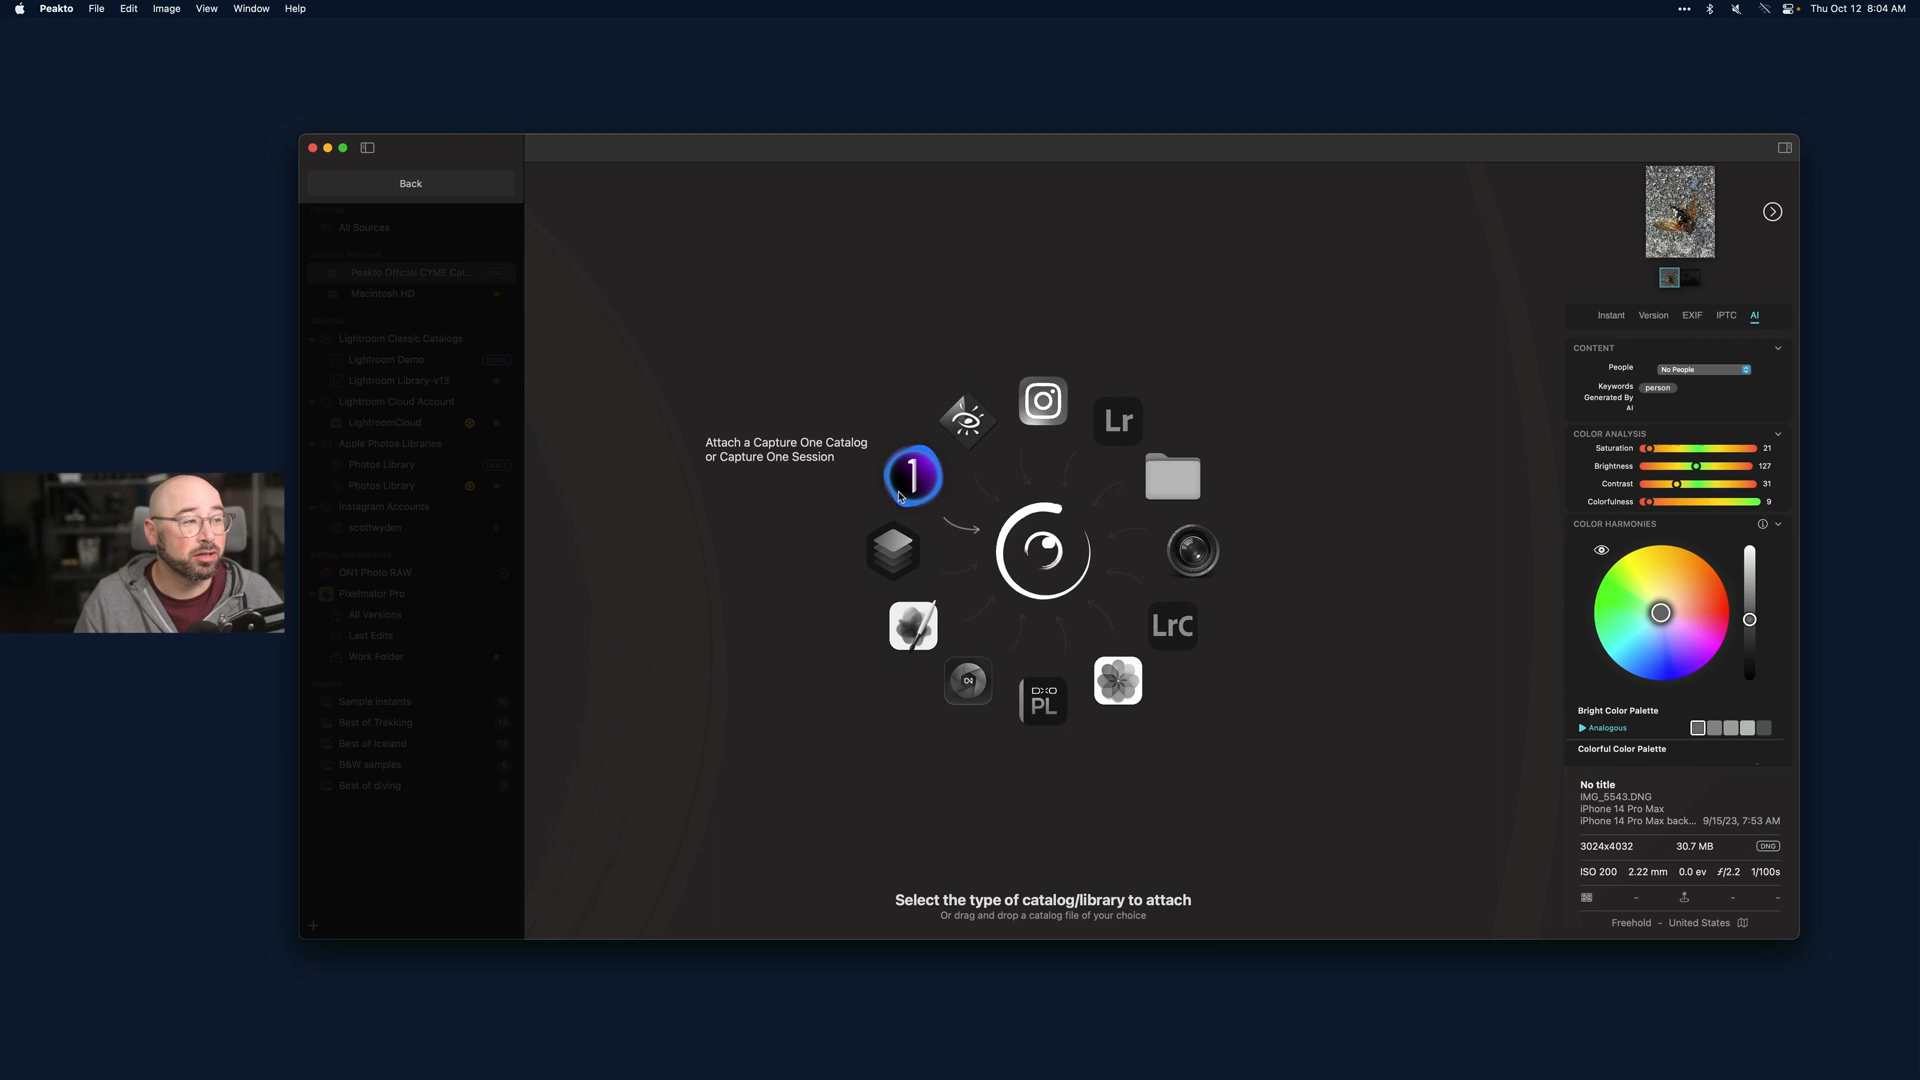 Peakto File Edit Image View Window Help
Thu Oct 12 8:04 AM
Back
All Sources
Peakto Official CYME Cat...
Macintosh HD
Lightroom Classic Catalogs
Lightroom Demo
Lightroom Library-v13
Lightroom Cloud Account
LightroomCloud
Apple Photos Libraries
Photos Library
Photos Library
Instagram Accounts
scottwyden
ON1 Photo RAW
Pixelmator Pro
All Versions
Last Edits
Work Folder
Albums
Sample Instants
Best of Trekking
Best of Iceland
B&W samples
Best of diving
Attach a Capture One Catalog
or Capture One Session
1
Lr
LrC
DXO
PL
Select the type of catalog/library to attach
Or drag and drop a catalog file of your choice
Instant Version EXIF IPTC AI
CONTENT
People No People
Keywords person
Generated By
AI
COLOR ANALYSIS
Saturation 21
Brightness 127
Contrast 31
Colorfulness 9
COLOR HARMONIES
Bright Color Palette
Analogous
Colorful Color Palette
No title
IMG_5543.DNG
iPhone 14 Pro Max
iPhone 14 Pro Max back... 9/15/23, 7:53 AM
3024x4032 30.7 MB DNG
ISO 200 2.22 mm 0.0 ev ƒ/2.2 1/100s
- - -
Freehold - United States